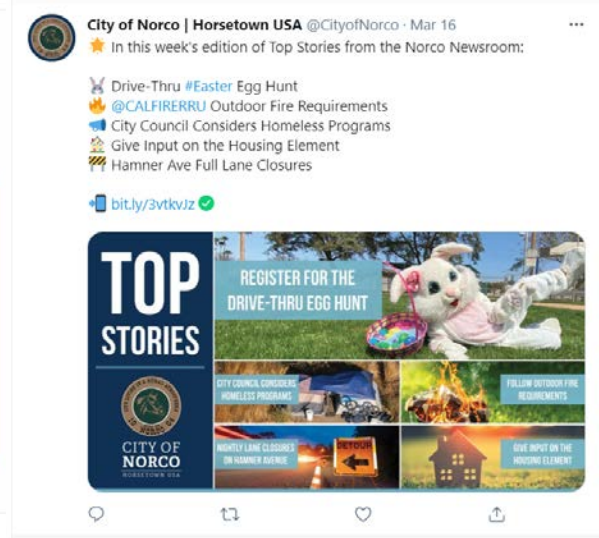 City of Norco | Horsetown USA @CityofNorco · Mar 16
In this week's edition of Top Stories from the Norco Newsroom:
Drive-Thru #Easter Egg Hunt
@CALFIRERRU Outdoor Fire Requirements
City Council Considers Homeless Programs
Give Input on the Housing Element
Hamner Ave Full Lane Closures
bit.ly/3vtkvJz
TOP
STORIES
CITY OF
NORCO
HORSETOWN USA
REGISTER FOR THE
DRIVE-THRU EGG HUNT
CITY COUNCIL CONSIDERS
HOMELESS PROGRAMS
FOLLOW OUTDOOR FIRE
REQUIREMENTS
NIGHTLY LANE CLOSURES
ON HAMNER AVENUE
DETOUR
GIVE INPUT ON THE
HOUSING ELEMENT